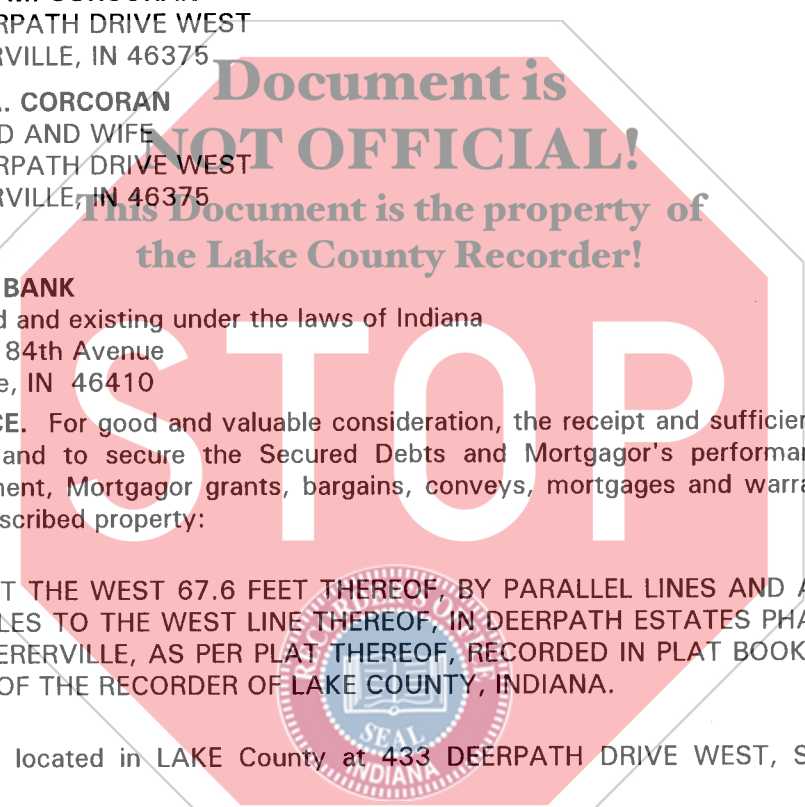 RPATH DRIVE WEST
RVILLE, IN 46375
Document is
. CORCORAN
D AND WIFE
NOT OFFICIAL!
RPATH DRIVE WEST
RVILLE, IN 46375
This Document is the property of
the Lake County Recorder!
BANK
d and existing under the laws of Indiana
84th Avenue
e, IN 46410
STOP
CE. For good and valuable consideration, the receipt and sufficien
and to secure the Secured Debts and Mortgagor's performa
ment, Mortgagor grants, bargains, conveys, mortgages and warra
scribed property:
T THE WEST 67.6 FEET THEREOF, BY PARALLEL LINES AND A
LES TO THE WEST LINE THEREOF, IN DEERPATH ESTATES PHA
ERERVILLE, AS PER PLAT THEREOF, RECORDED IN PLAT BOOK
OF THE RECORDER OF LAKE COUNTY, INDIANA.
RECORDER'S OFFICE
SEAL
INDIANA
located in LAKE County at 433 DEERPATH DRIVE WEST, S